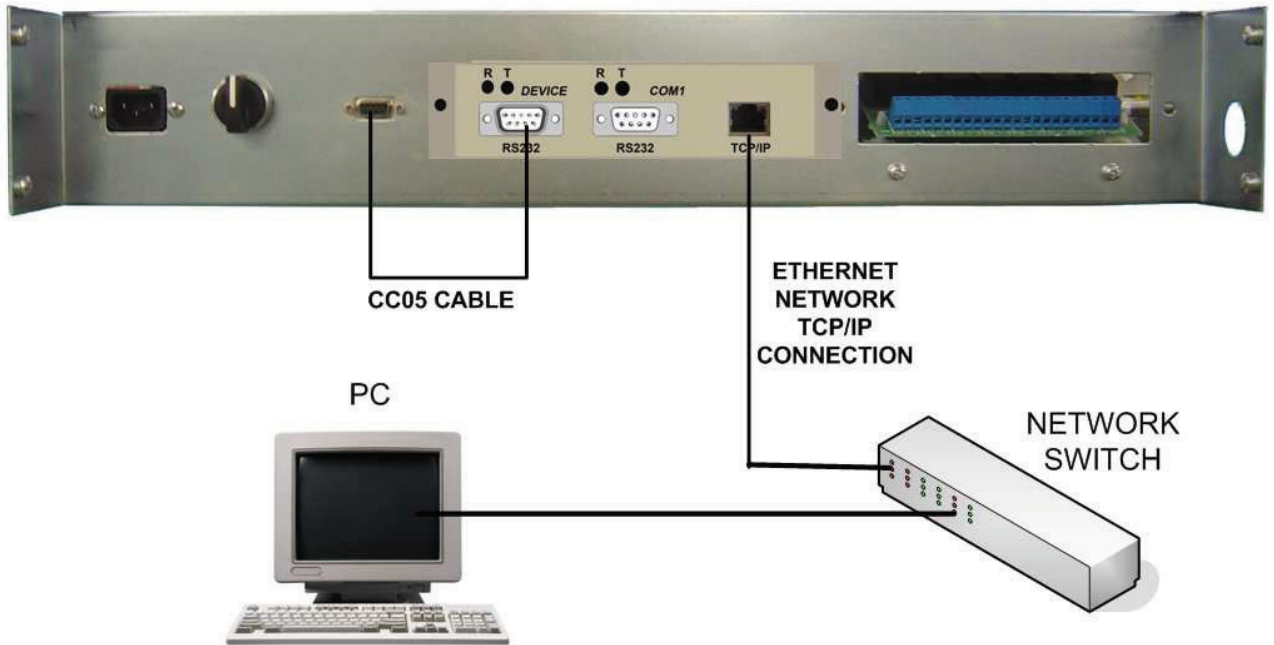 R T DEVICE
R T COM1
RS232
RS232
TCP/IP
CC05 CABLE
ETHERNET
NETWORK
TCP/IP
CONNECTION
PC
NETWORK
SWITCH